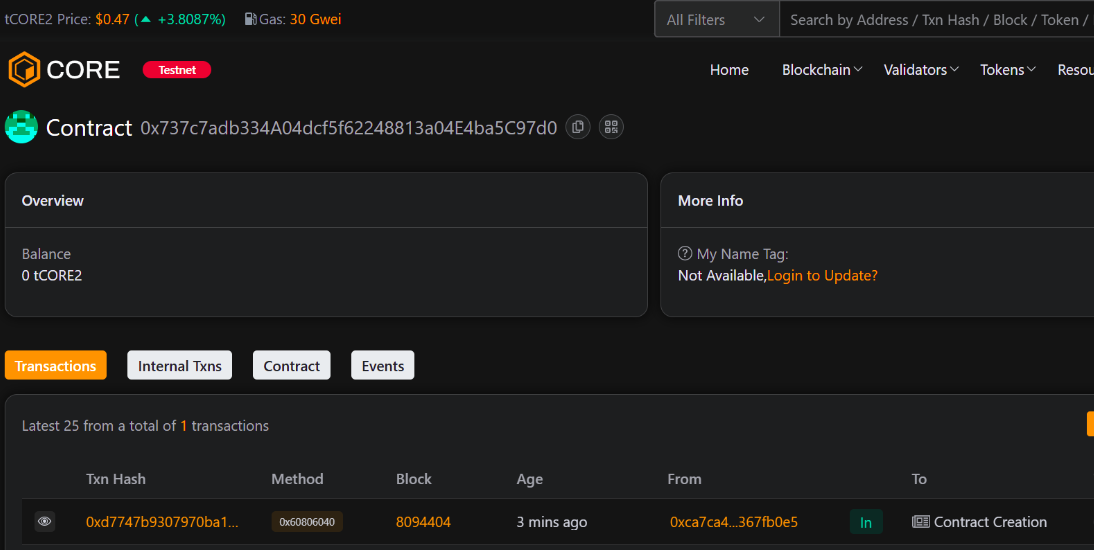 tCORE2 Price: $0.47 (▲ +3.8087%) Gas: 30 Gwei All Filters Search by Address / Txn Hash / Block / Token /
CORE Testnet Home Blockchain Validators Tokens Resou
Contract 0x737c7adb334A04dcf5f62248813a04E4ba5C97d0
Overview
Balance
0 tCORE2
More Info
My Name Tag:
Not Available,Login to Update?
Transactions Internal Txns Contract Events
Latest 25 from a total of 1 transactions
Txn Hash Method Block Age From To
0xd7747b9307970ba1... 0x60806040 8094404 3 mins ago 0xca7ca4...367fb0e5 In Contract Creation